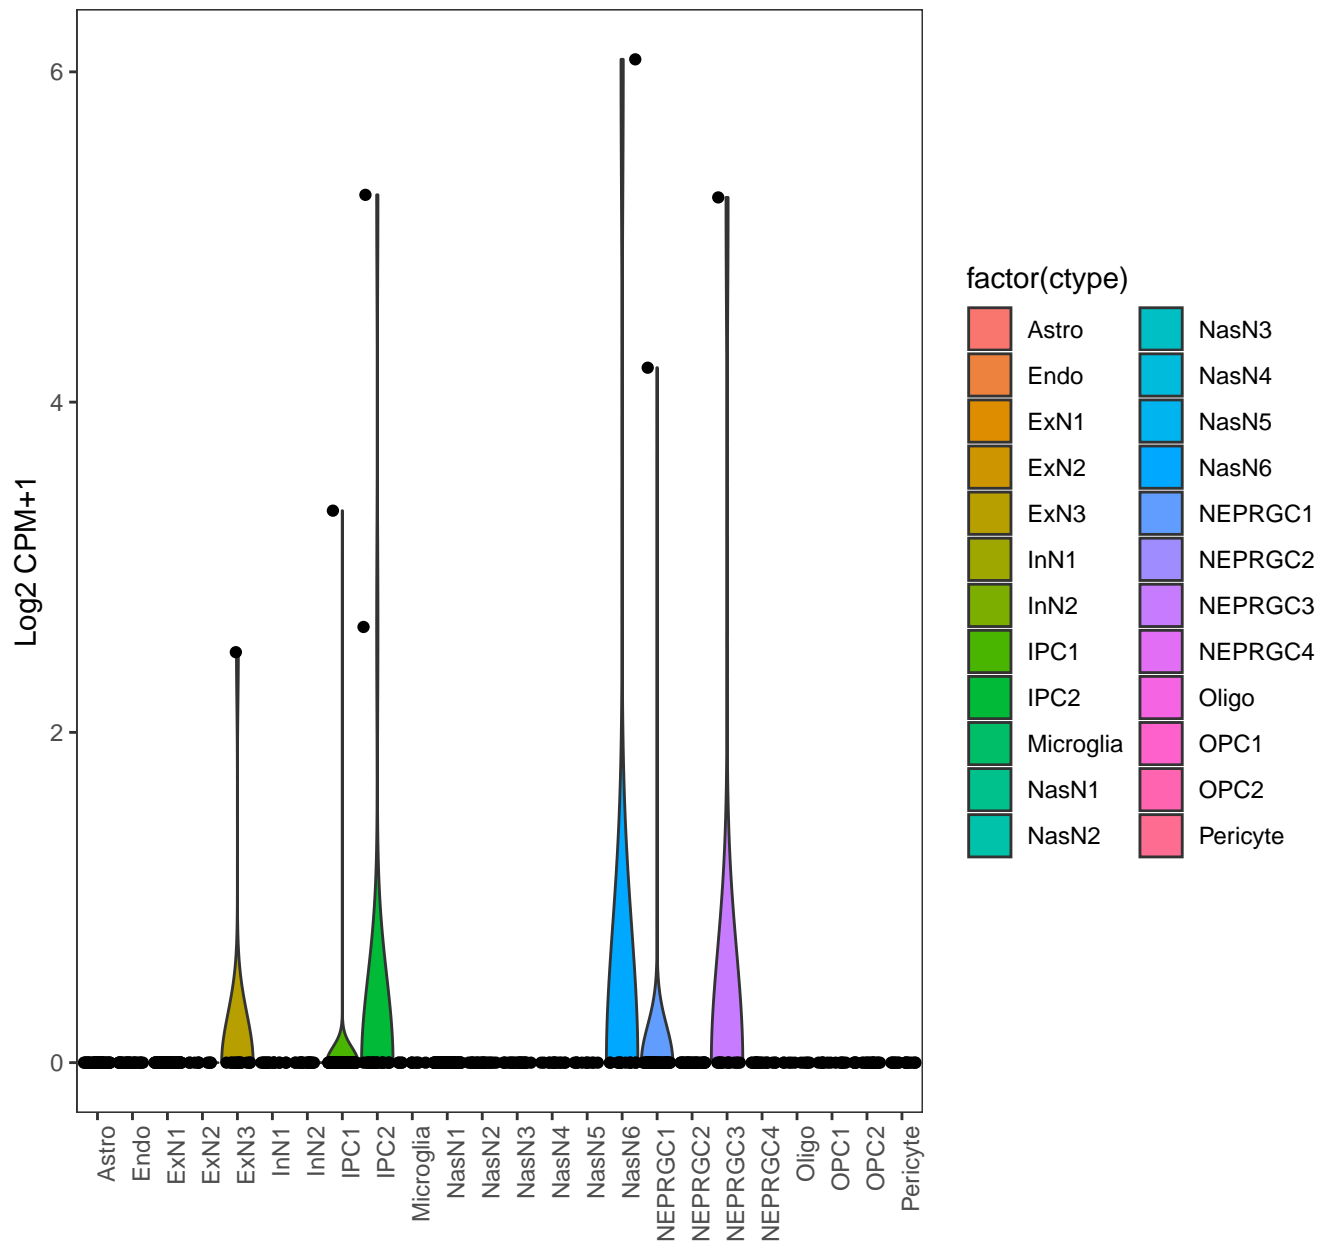 Log2 CPM+1
6
4
2
0
Astro
Endo
ExN1
ExN2
ExN3
InN1
InN2
IPC1
IPC2
Microglia
NasN1
NasN2
NasN3
NasN4
NasN5
NasN6
NEPRGC1
NEPRGC2
NEPRGC3
NEPRGC4
Oligo
OPC1
OPC2
Pericyte
factor(ctype)
Astro
Endo
ExN1
ExN2
ExN3
InN1
InN2
IPC1
IPC2
Microglia
NasN1
NasN2
NasN3
NasN4
NasN5
NasN6
NEPRGC1
NEPRGC2
NEPRGC3
NEPRGC4
Oligo
OPC1
OPC2
Pericyte